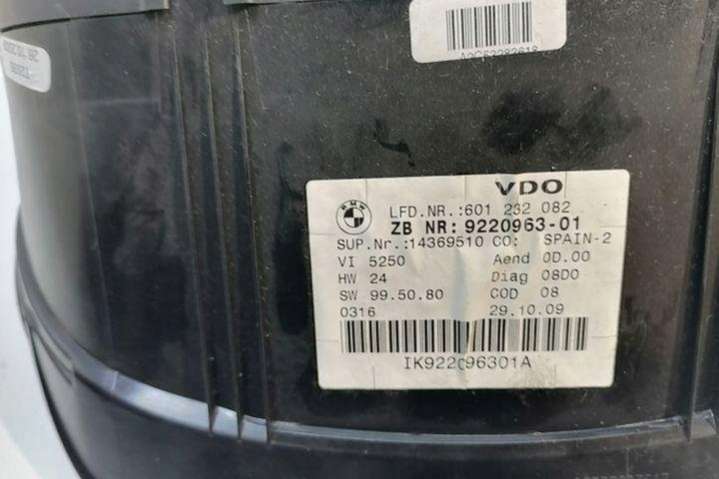 VDO
BMW
LFD.NR.:601 232 082
ZB NR: 9220963-01
SUP.Nr.:14369510 CO: SPAIN-2
VI 5250 Aend 0D.00
HW 24 Diag 08D0
SW 99.50.80 COD 08
0316 29.10.09
IK922096301A